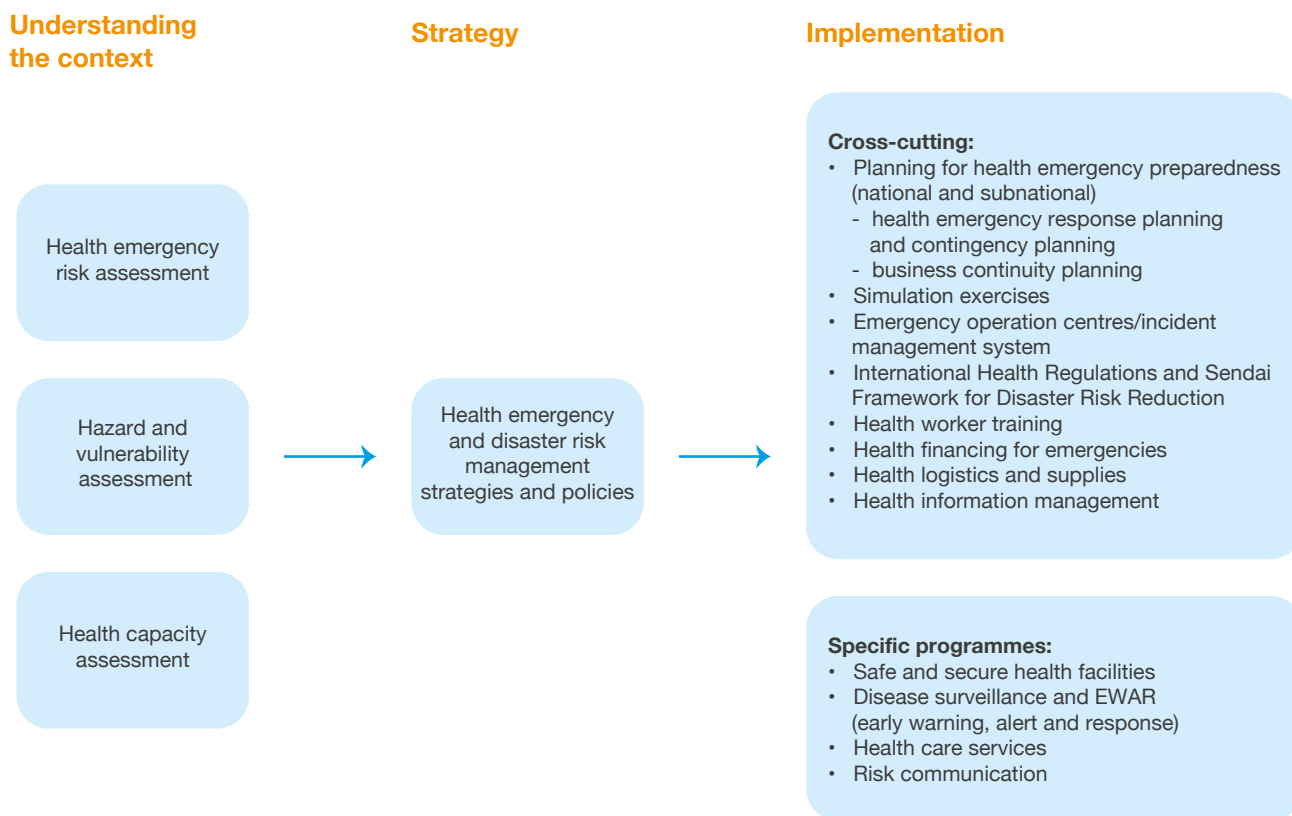 Understanding
the context
Strategy
Implementation
Health emergency
risk assessment
Hazard and
vulnerability
assessment
Health capacity
assessment
Health emergency
and disaster risk
management
strategies and policies
Cross-cutting:
• Planning for health emergency preparedness
(national and subnational)
- health emergency response planning
and contingency planning
- business continuity planning
• Simulation exercises
• Emergency operation centres/incident
management system
• International Health Regulations and Sendai
Framework for Disaster Risk Reduction
• Health worker training
• Health financing for emergencies
• Health logistics and supplies
• Health information management
Specific programmes:
• Safe and secure health facilities
• Disease surveillance and EWAR
(early warning, alert and response)
• Health care services
• Risk communication